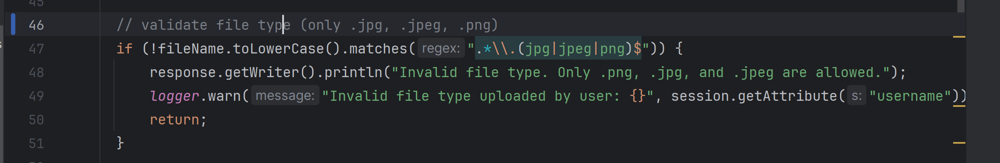 45
46 // validate file type (only .jpg, .jpeg, .png)
47 if (!fileName.toLowerCase().matches( regex: ".*\\.(jpg|jpeg|png)$")) {
48 response.getWriter().println("Invalid file type. Only .png, .jpg, and .jpeg are allowed.");
49 logger.warn( message: "Invalid file type uploaded by user: {}", session.getAttribute( s: "username"))
50 return;
51 }